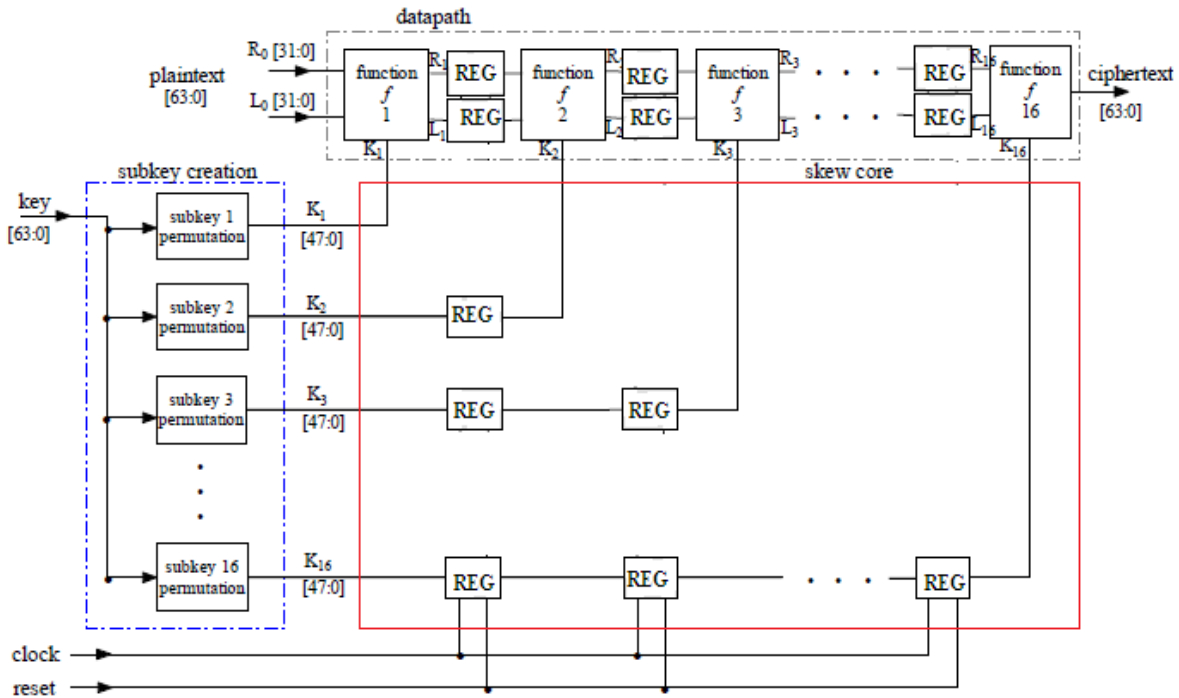 datapath
R0 [31:0]
plaintext
[63:0]
L0 [31:0]
function
f
1
R1
REG
L1
REG
K1
function
f
2
REG
L2
REG
K2
function
f
3
R3
L3
K3
. . .
. . .
REG
R16
REG
L16
function
f
16
K16
ciphertext
[63:0]
subkey creation
skew core
key
[63:0]
subkey 1
permutation
K1
[47:0]
subkey 2
permutation
K2
[47:0]
REG
subkey 3
permutation
K3
[47:0]
REG
REG
.
.
.
subkey 16
permutation
K16
[47:0]
REG
REG
. . .
REG
clock
reset